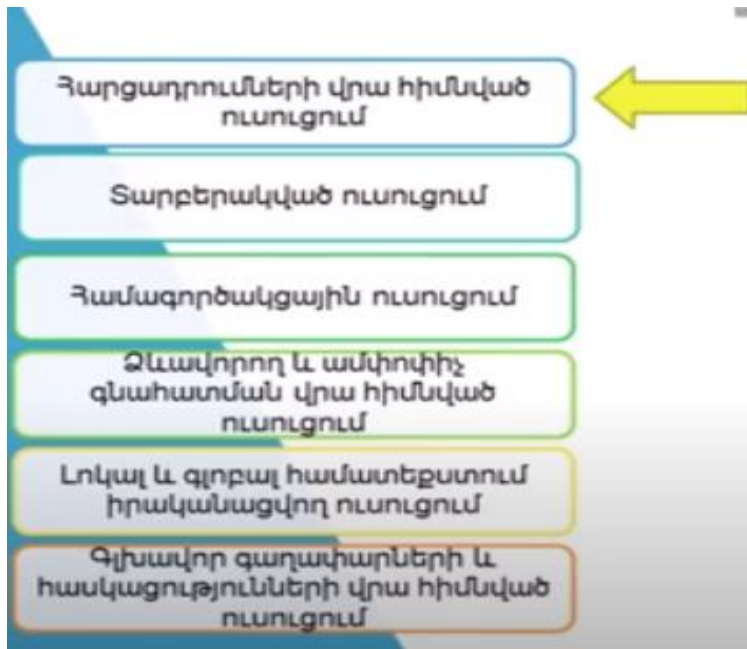 Հարցադրումների վրա հիմնված
ուսուցում
Տարբերակված ուսուցում
Համագործակցային ուսուցում
Ձևավորող և ամփոփիչ
գնահատման վրա հիմնված
ուսուցում
Լոկալ և գլոբալ համատեքստում
իրականացվող ուսուցում
Գլխավոր գաղափարների և
հասկացությունների վրա հիմնված
ուսուցում